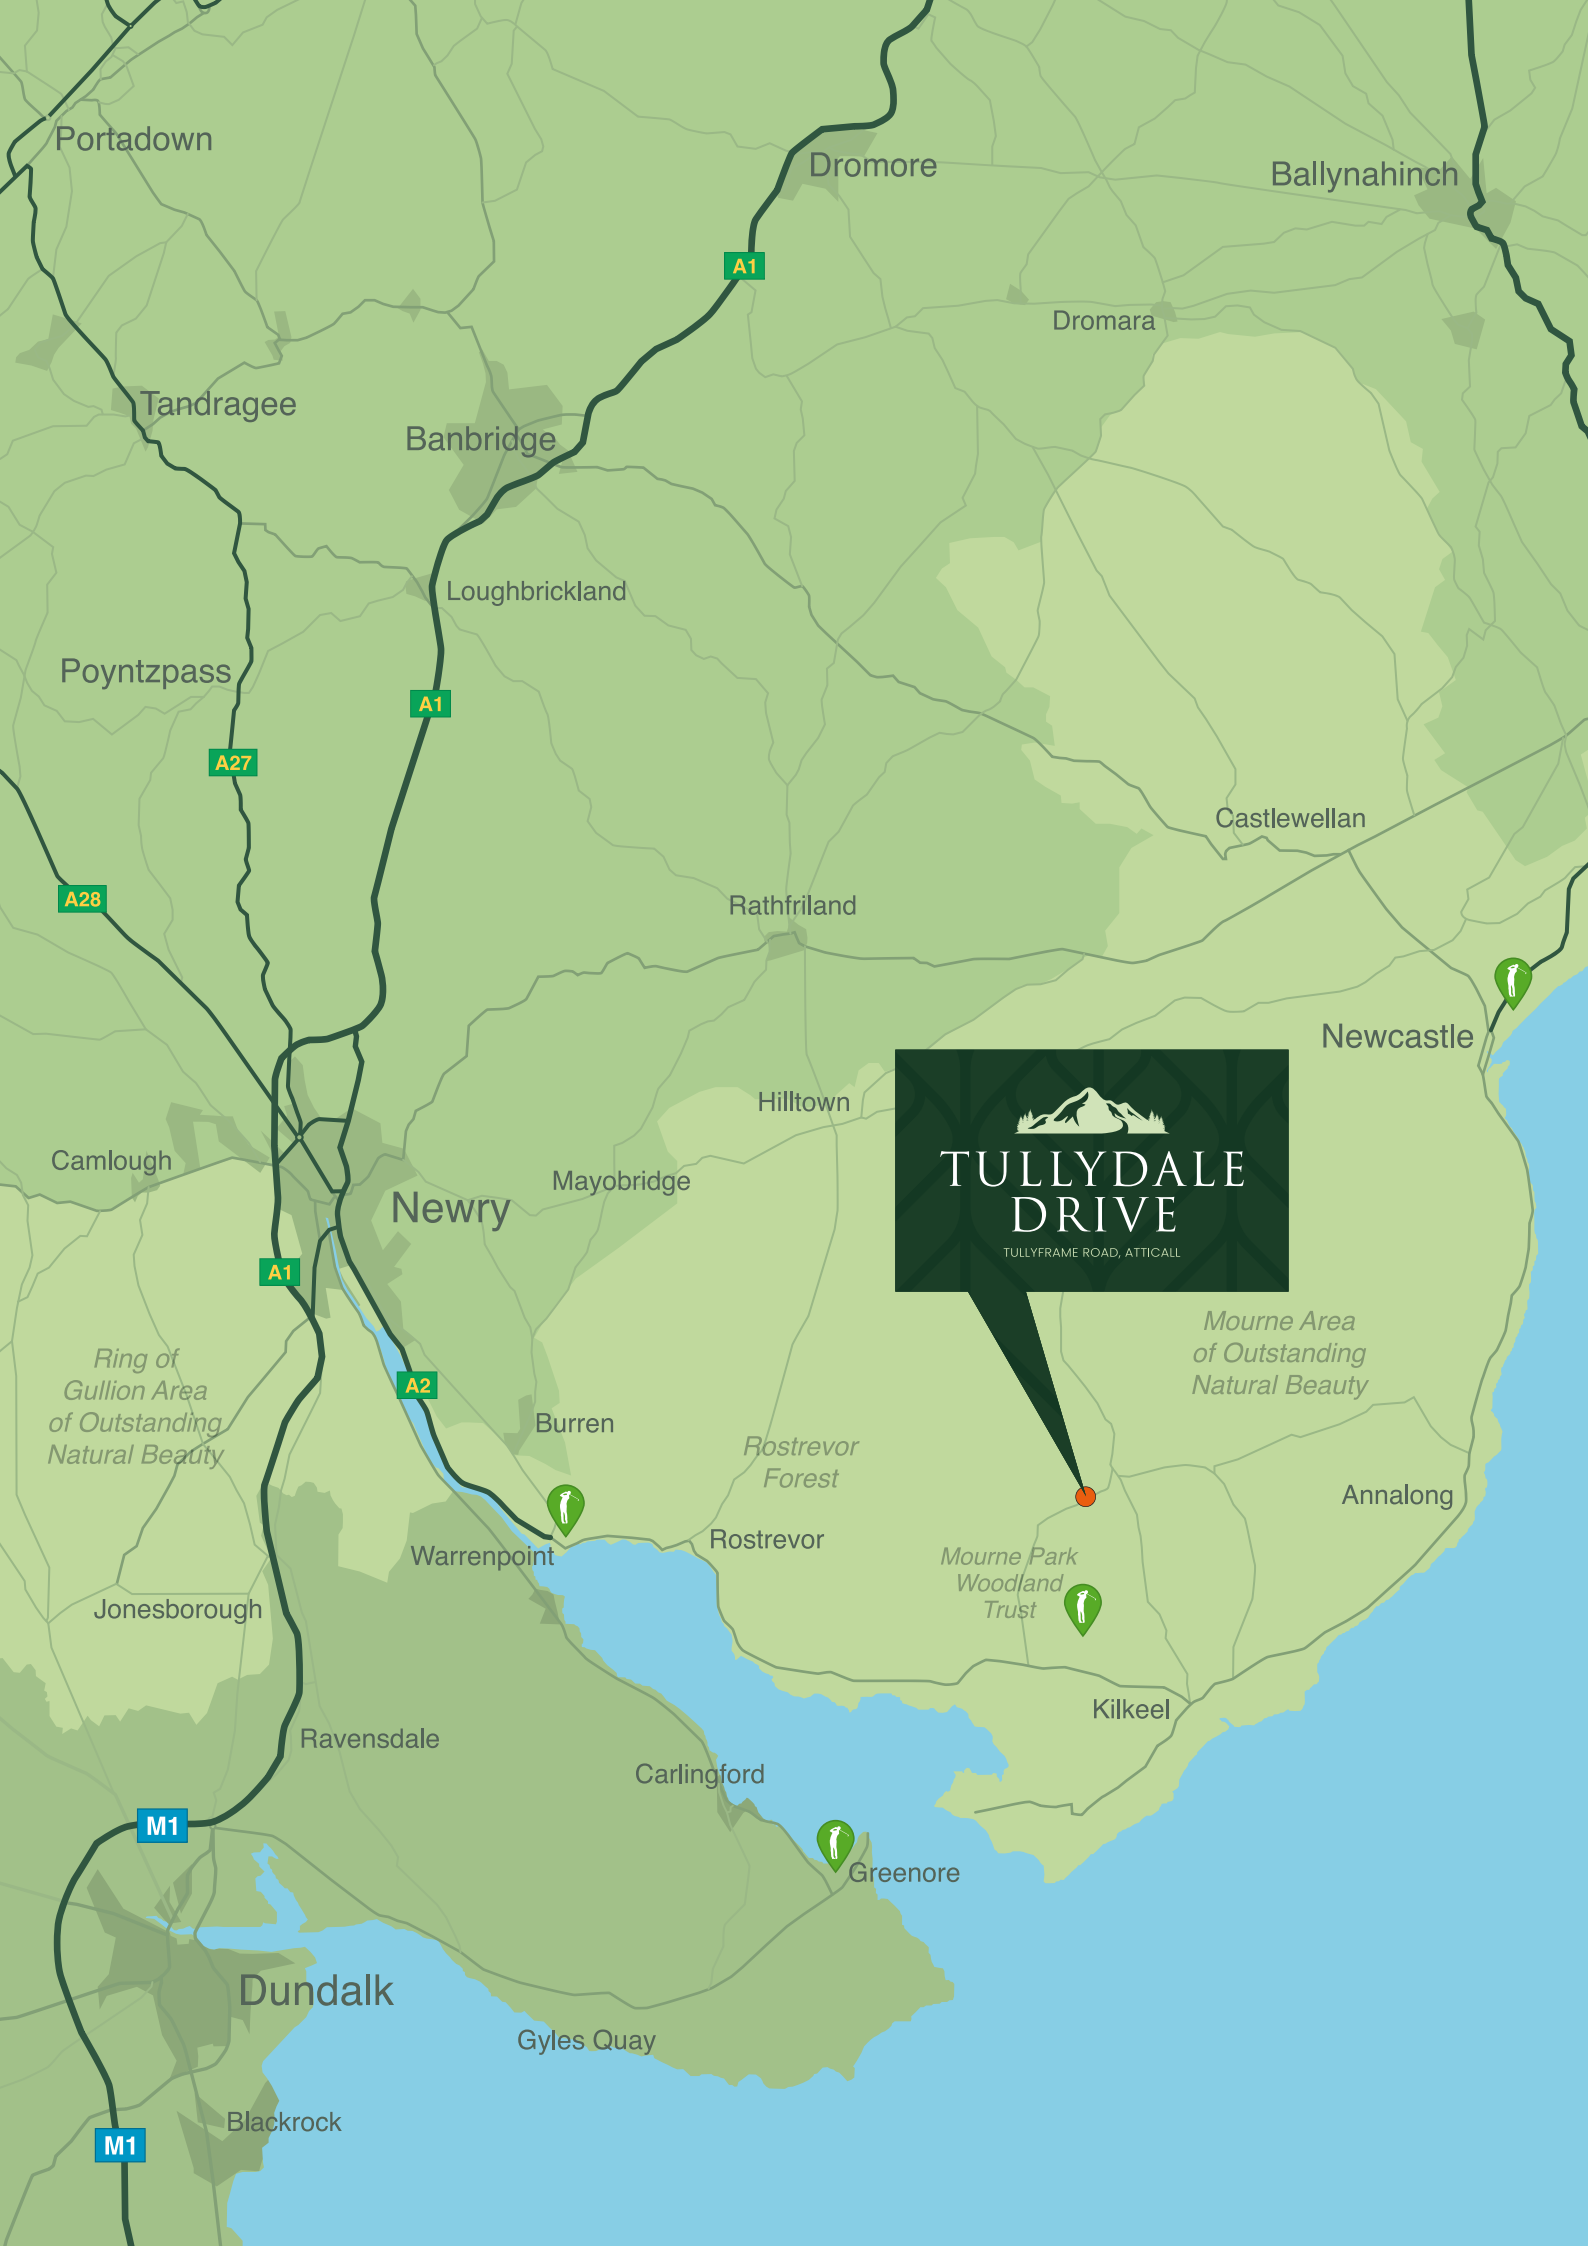 Portadown
Dromore
Ballynahinch
A1
Dromara
Tandragee
Banbridge
Loughbrickland
Poyntzpass
A1
A27
Castlewellan
A28
Rathfriland
Newcastle
Hilltown
Camlough
Mayobridge
Newry
TULLYDALE
DRIVE
TULLYFRAME ROAD, ATTICALL
A1
Mourne Area
of Outstanding
Natural Beauty
Ring of
Gullion Area
of Outstanding
Natural Beauty
A2
Burren
Rostrevor
Forest
Annalong
Rostrevor
Warrenpoint
Mourne Park
Woodland
Trust
Jonesborough
Kilkeel
Ravensdale
Carlingford
M1
Greenore
Dundalk
Gyles Quay
Blackrock
M1